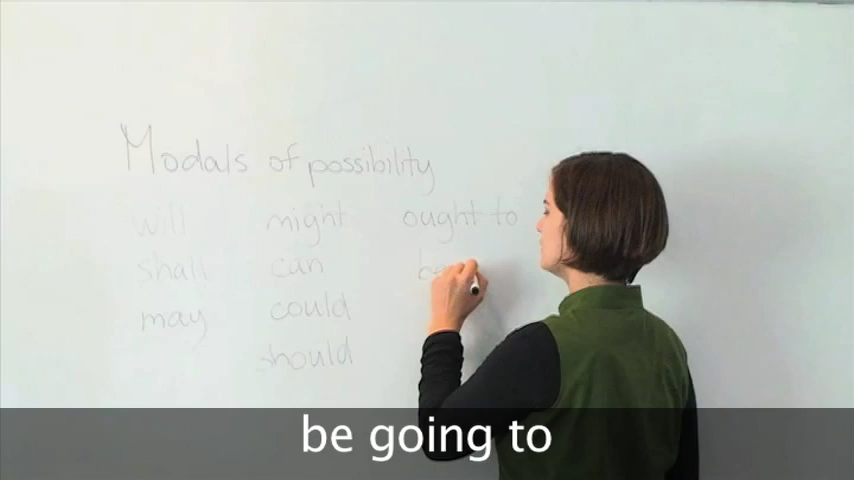 Modals of possibility
will might ought to
shall can be
may could
should
be going to